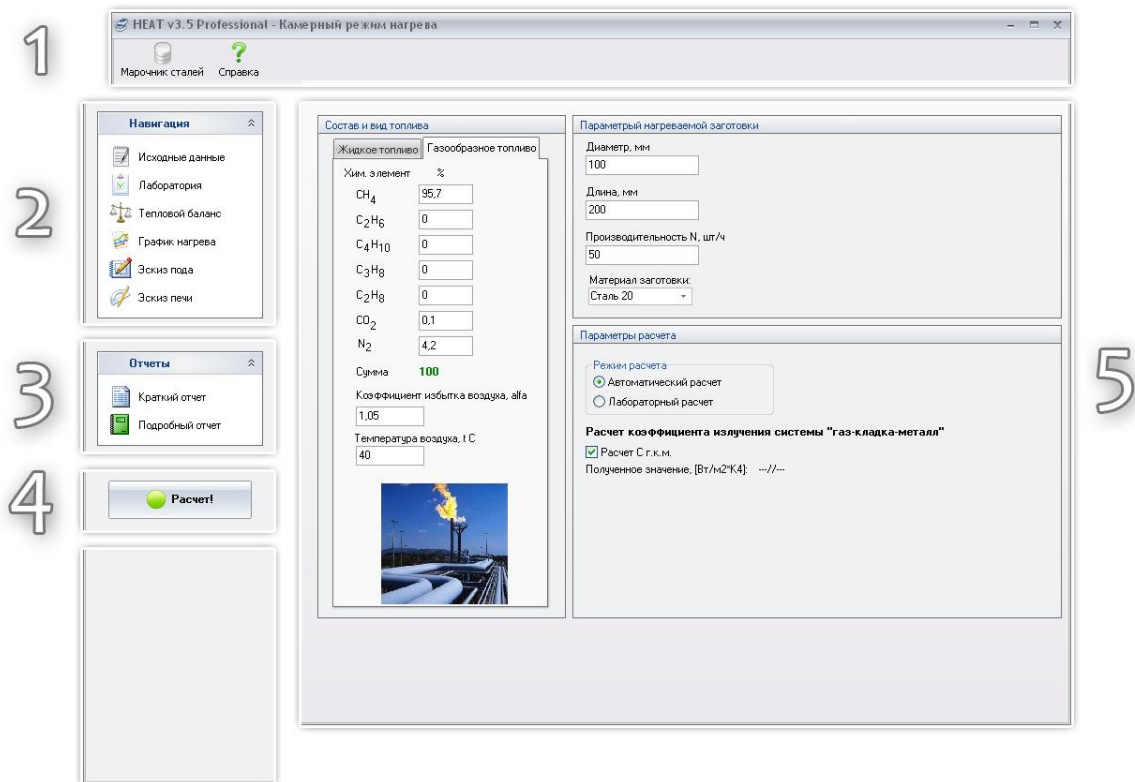 1
HEAT v3.5 Professional - Камерный режим нагрева
Марочник сталей Справка
2
Навигация
Исходные данные
Лаборатория
Тепловой баланс
График нагрева
Эскиз пода
Эскиз печи
3
Отчеты
Краткий отчет
Подробный отчет
4
Расчет!
5
Состав и вид топлива
Жидкое топливо Газообразное топливо
Хим. элемент %
CH4 95,7
C2H6 0
C4H10 0
C3H8 0
C2H8 0
CO2 0,1
N2 4,2
Сумма 100
Коэффициент избытка воздуха, alfa
1,05
Температура воздуха, t C
40
Параметрый нагреваемой заготовки
Диаметр, мм
100
Длина, мм
200
Производительность N, шт/ч
50
Материал заготовки:
Сталь 20
Параметры расчета
Режим расчета
Автоматический расчет
Лабораторный расчет
Расчет коэффициента излучения системы "газ-кладка-металл"
Расчет С г.к.м.
Полученное значение, [Вт/м2*К4]: ---//---